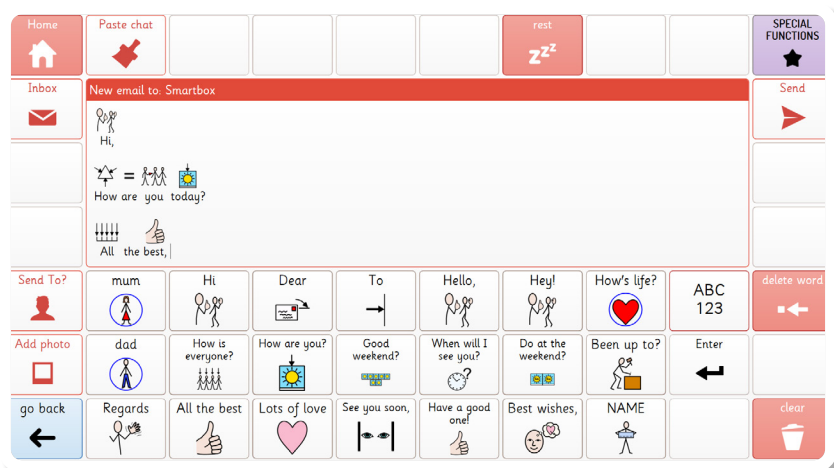 Home
Paste chat
rest
zzz
SPECIAL
FUNCTIONS
Inbox
New email to: Smartbox
Send
Hi,
How are you today?
All the best,
Send To?
mum
Hi
Dear
To
Hello,
Hey!
How's life?
ABC
123
delete word
Add photo
dad
How is
everyone?
How are you?
Good
weekend?
When will I
see you?
Do at the
weekend?
Been up to?
Enter
go back
Regards
All the best
Lots of love
See you soon,
Have a good
one!
Best wishes,
NAME
clear